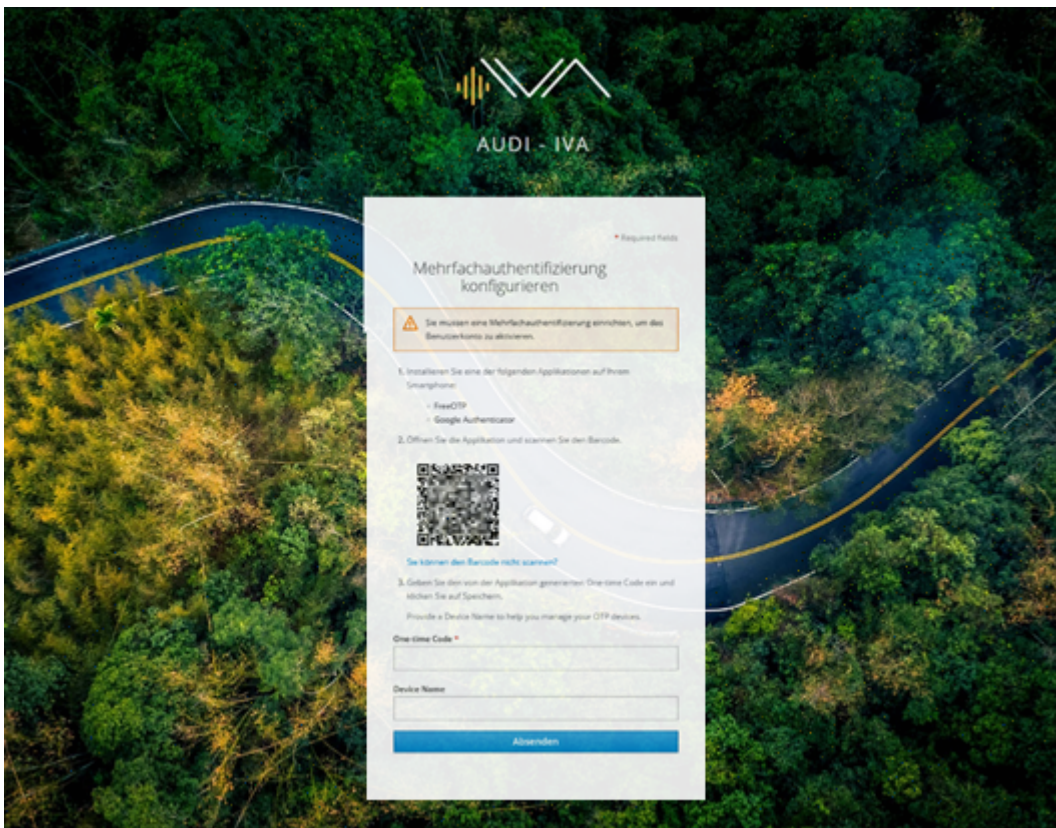 AUDI - IVA
* Required fields
Mehrfachauthentifizierung
konfigurieren
Sie müssen eine Mehrfachauthentifizierung einrichten, um das
Benutzerkonto zu aktivieren.
1. Installieren Sie eine der folgenden Applikationen auf Ihrem
Smartphone:
◦ FreeOTP
◦ Google Authenticator
2. Öffnen Sie die Applikation und scannen Sie den Barcode.
Sie können den Barcode nicht scannen?
3. Geben Sie den von der Applikation generierten One-time Code ein und
klicken Sie auf Speichern.
Provide a Device Name to help you manage your OTP devices.
One-time Code *
Device Name
Absenden